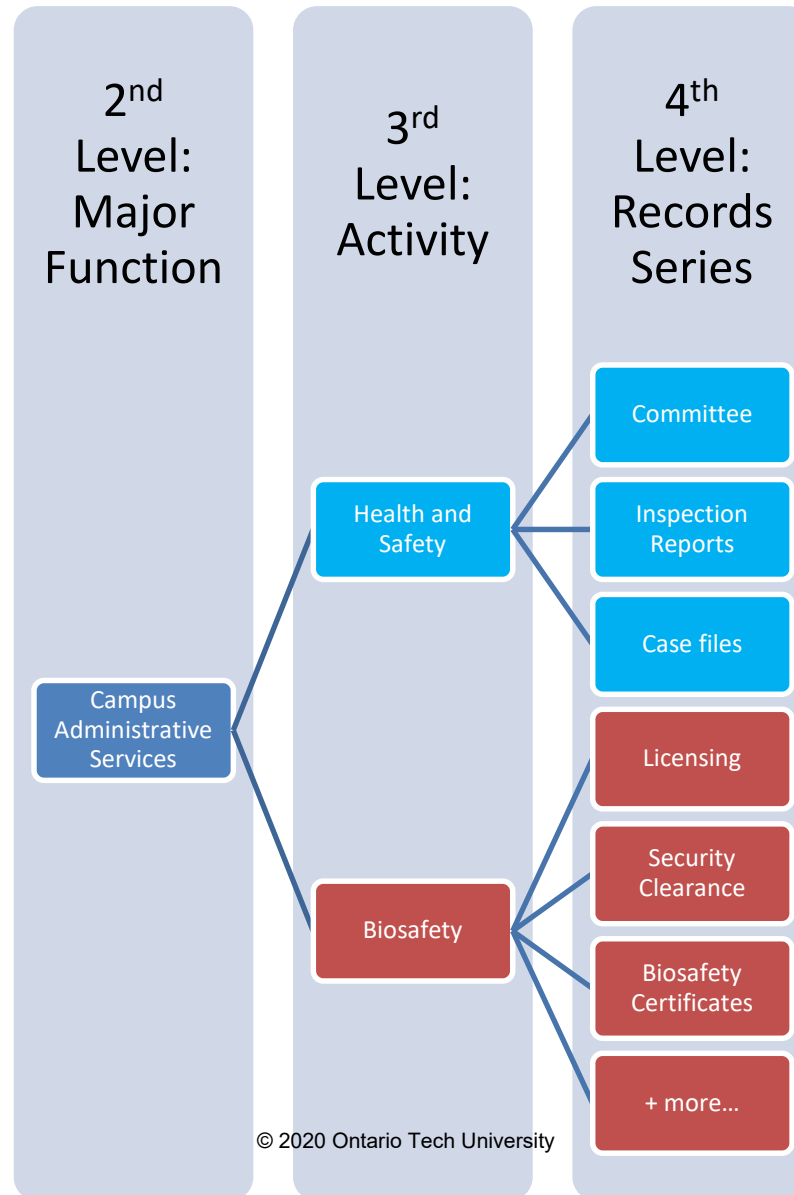 2nd
Level:
Major
Function
3rd
Level:
Activity
4th
Level:
Records
Series
Campus
Administrative
Services
Health and
Safety
Biosafety
Committee
Inspection
Reports
Case files
Licensing
Security
Clearance
Biosafety
Certificates
+ more…
© 2020 Ontario Tech University